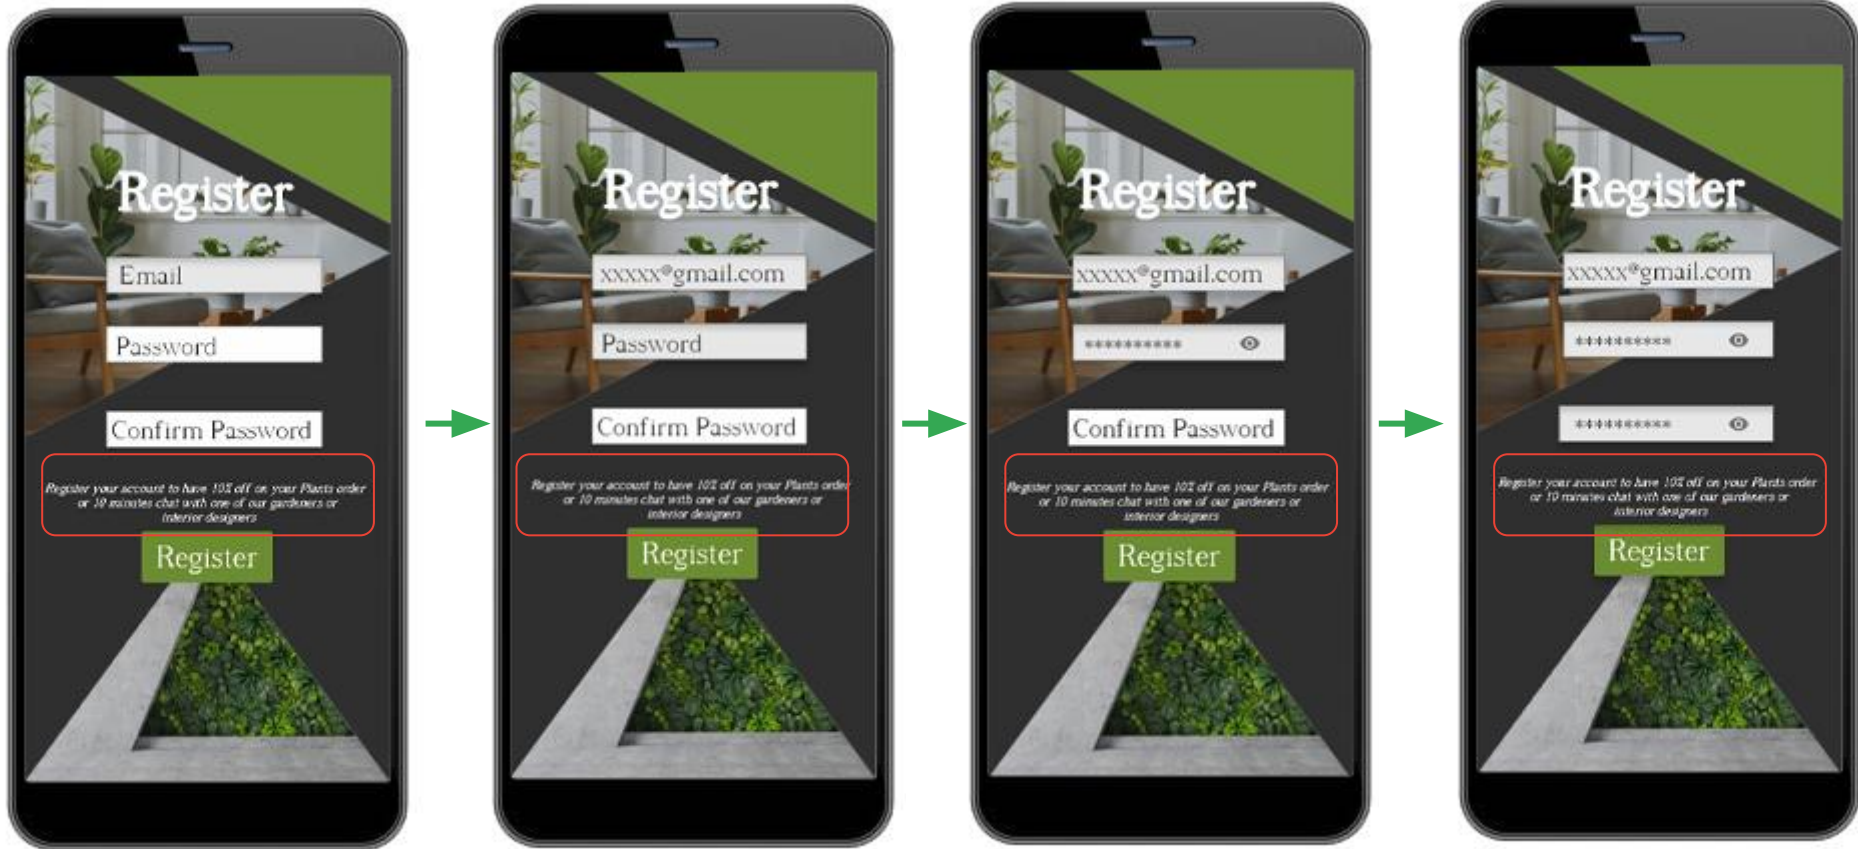 Register
Email
Password
Confirm Password
Register your account to have 10% off on your Plants order
or 10 minutes chat with one of our gardeners or
interior designers
Register
Register
xxxxx@gmail.com
Password
Confirm Password
Register your account to have 10% off on your Plants order
or 10 minutes chat with one of our gardeners or
interior designers
Register
Register
xxxxx@gmail.com
**********
Confirm Password
Register your account to have 10% off on your Plants order
or 10 minutes chat with one of our gardeners or
interior designers
Register
Register
xxxxx@gmail.com
**********
**********
Register your account to have 10% off on your Plants order
or 10 minutes chat with one of our gardeners or
interior designers
Register